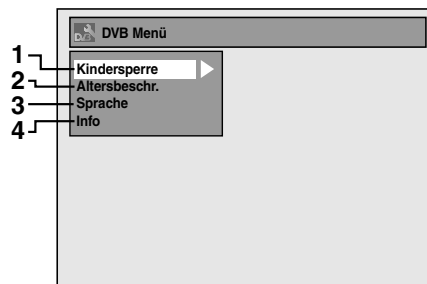 DVB Menü
1 Kindersperre
2 Altersbeschr.
3 Sprache
4 Info